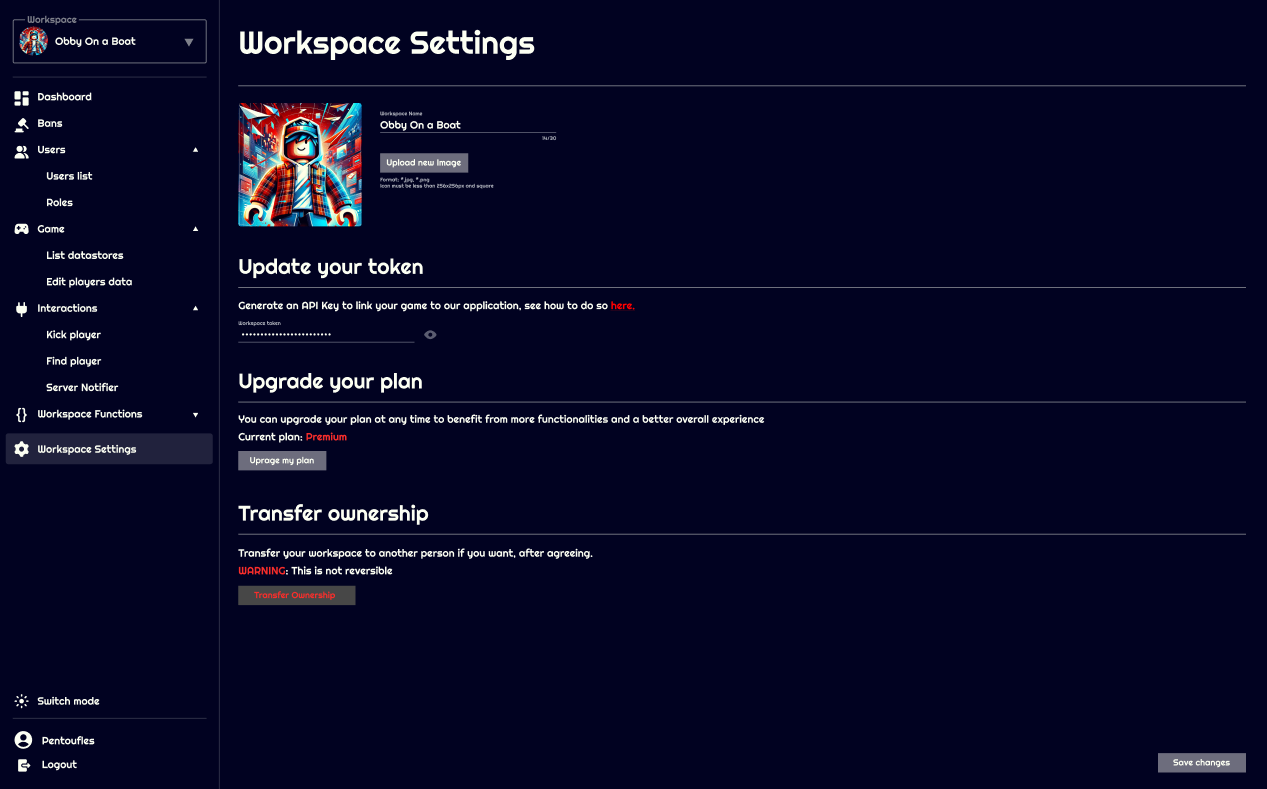 Workspace
Obby On a Boat
Dashboard
Bans
Users
Users list
Roles
Game
List datastores
Edit players data
Interactions
Kick player
Find player
Server Notifier
Workspace Functions
Workspace Settings
Switch mode
Pentoufles
Logout
Workspace Settings
Workspace Name
Obby On a Boat
14/30
Upload new image
Format: *.jpg, *.png
Icon must be less than 256x256px and square
Update your token
Generate an API Key to link your game to our application, see how to do so here.
Workspace token
Upgrade your plan
You can upgrade your plan at any time to benefit from more functionalities and a better overall experience
Current plan: Premium
Uprage my plan
Transfer ownership
Transfer your workspace to another person if you want, after agreeing.
WARNING: This is not reversible
Transfer Ownership
Save changes